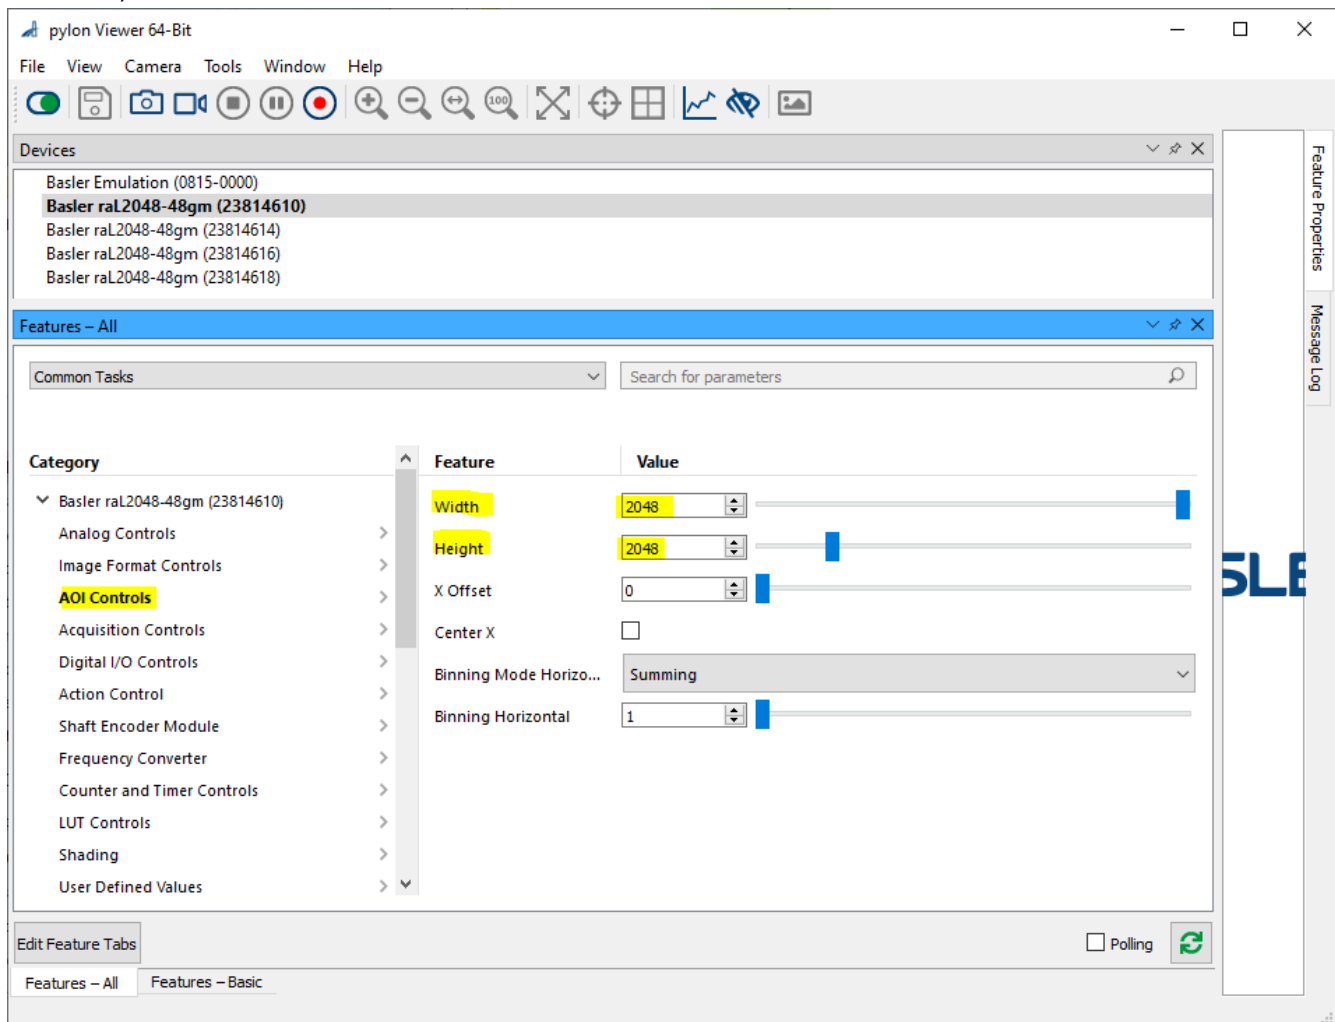 pylon Viewer 64-Bit
File View Camera Tools Window Help
100
Devices
Basler Emulation (0815-0000)
Basler raL2048-48gm (23814610)
Basler raL2048-48gm (23814614)
Basler raL2048-48gm (23814616)
Basler raL2048-48gm (23814618)
Features – All
Common Tasks
Search for parameters
Category
Feature Value
Basler raL2048-48gm (23814610)
Width 2048
Analog Controls
Height 2048
Image Format Controls
X Offset 0
AOI Controls
Acquisition Controls
Center X
Digital I/O Controls
Binning Mode Horizo... Summing
Action Control
Binning Horizontal 1
Shaft Encoder Module
Frequency Converter
Counter and Timer Controls
LUT Controls
Shading
User Defined Values
Edit Feature Tabs
Polling
Features – All Features – Basic
Feature Properties
Message Log
SLE